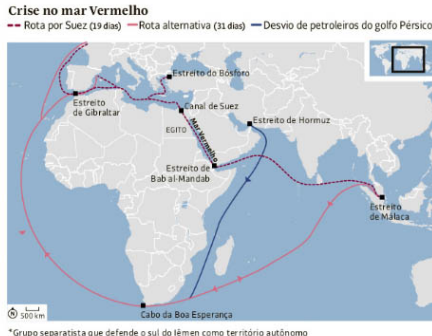 Crise no mar Vermelho
Rota por Suez (19 dias) Rota alternativa (31 dias) Desvio de petroleiros do golfo Pérsico
Estreito do Bósforo
Estreito
de Gibraltar
Canal de Suez
EGITO
Mar Vermelho
Estreito de Hormuz
Estreito de
Bab al-Mandab
Estreito
de Málaca
N 500 km
Cabo da Boa Esperança
*Grupo separatista que defende o sul do Iêmen como território autônomo